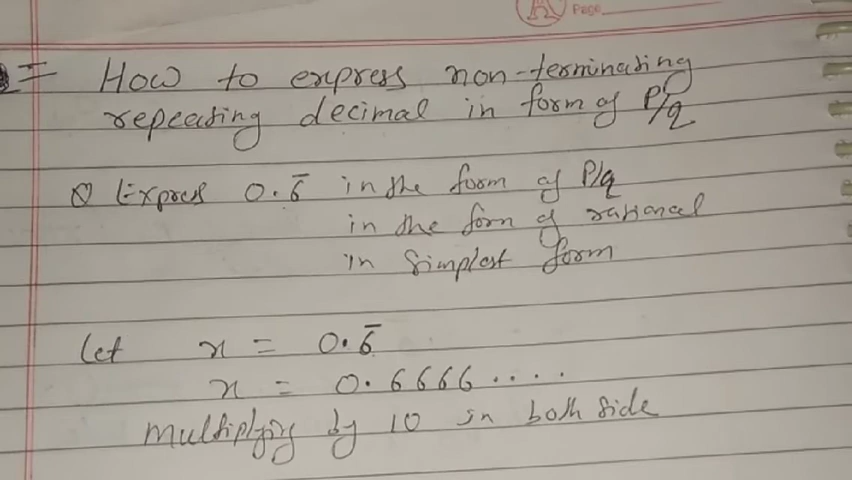 Page
How to express non-terminating
repeating decimal in form of P/q
Q Express 0.6̅ in the form of P/q
in the form of rational
in simplest form
Let x = 0.6̅
x = 0.6666....
multiplying by 10 in both side